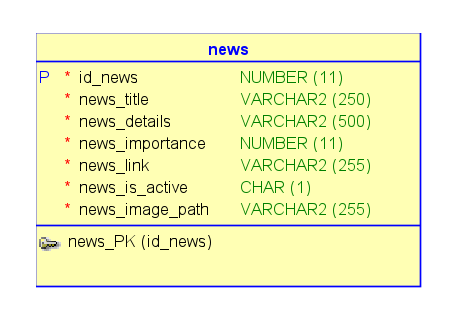 news
P * id_news NUMBER (11)
* news_title VARCHAR2 (250)
* news_details VARCHAR2 (500)
* news_importance NUMBER (11)
* news_link VARCHAR2 (255)
* news_is_active CHAR (1)
* news_image_path VARCHAR2 (255)
news_PK (id_news)